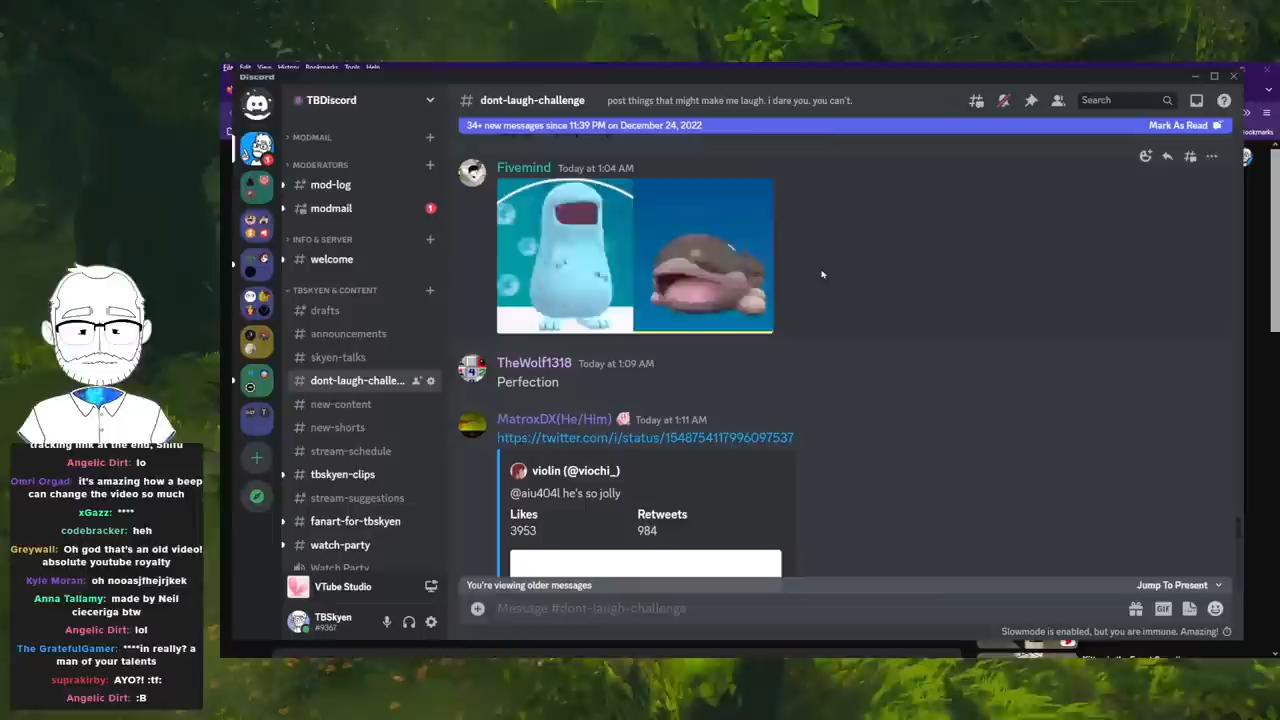 File Edit View History Bookmarks Tools Help
Discord
TBDiscord
# dont-laugh-challenge
post things that might make me laugh. i dare you. you can't.
Search
34+ new messages since 11:39 PM on December 24, 2022
Mark As Read
MODMAIL
MODERATORS
# mod-log
modmail
1
INFO & SERVER
# welcome
TBSKYEN & CONTENT
drafts
announcements
# skyen-talks
# dont-laugh-challe...
# new-content
# new-shorts
# stream-schedule
# tbskyen-clips
stream-suggestions
# fanart-for-tbskyen
# watch-party
Watch Party
VTube Studio
TBSkyen
#9367
Fivemind Today at 1:04 AM
TheWolf1318 Today at 1:09 AM
Perfection
MatroxDX(He/Him) Today at 1:11 AM
https://twitter.com/i/status/1548754117996097537
violin (@viochi_)
@aiu404l he's so jolly
Likes
Retweets
3953
984
You're viewing older messages
Jump To Present
Message #dont-laugh-challenge
GIF
Slowmode is enabled, but you are immune. Amazing!
ookmarks
tracking link at the end, Shifu
Angelic Dirt: lo
Omri Orgad: it's amazing how a beep
can change the video so much
xGazz: ****
codebracker: heh
Greywall: Oh god that's an old video!
absolute youtube royalty
Kyle Moran: oh nooasjfhejrjkek
Anna Tallamy: made by Neil
cieceriga btw
Angelic Dirt: lol
The GratefulGamer: ****in really? a
man of your talents
suprakirby: AYO?! :tf:
Angelic Dirt: :B